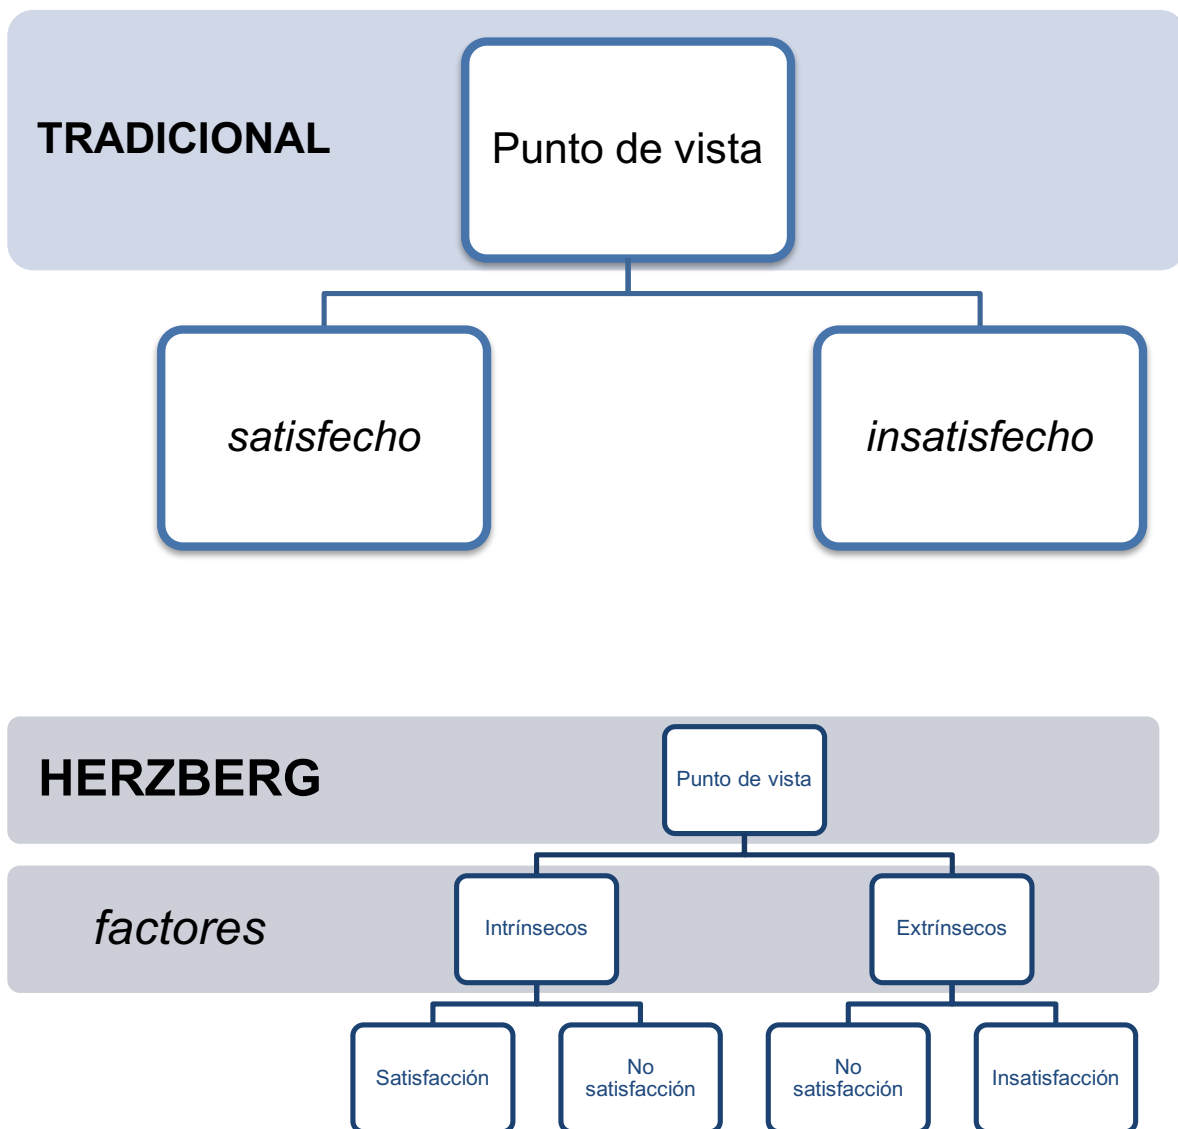 TRADICIONAL
Punto de vista
satisfecho
insatisfecho
HERZBERG
Punto de vista
factores
Intrínsecos
Extrínsecos
Satisfacción
No
satisfacción
No
satisfacción
Insatisfacción